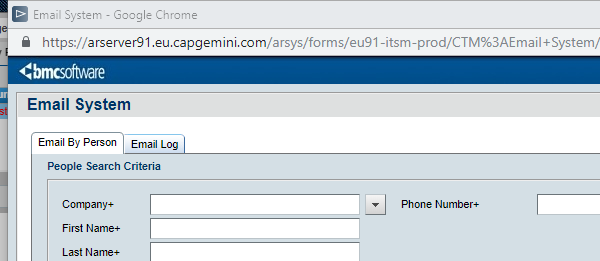 Email System - Google Chrome
https://arserver91.eu.capgemini.com/arsys/forms/eu91-itsm-prod/CTM%3AEmail+System/
bmcsoftware
Email System
Email By Person Email Log
People Search Criteria
Company+ Phone Number+
First Name+
Last Name+